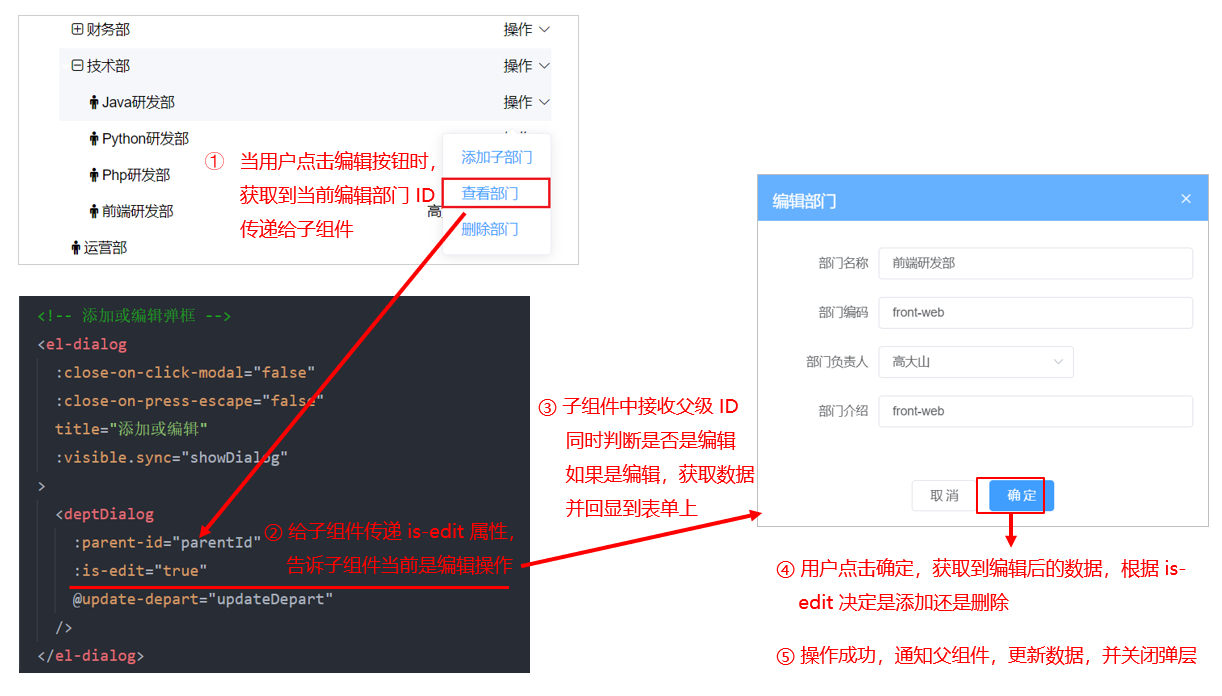 财务部 操作
技术部 操作
Java研发部 操作
Python研发部
Php研发部
前端研发部 高
运营部
添加子部门
查看部门
删除部门
① 当用户点击编辑按钮时，
获取到当前编辑部门 ID
传递给子组件
<!-- 添加或编辑弹框 -->
<el-dialog
:close-on-click-modal="false"
:close-on-press-escape="false"
title="添加或编辑"
:visible.sync="showDialog"
>
<deptDialog
:parent-id="parentId"
:is-edit="true"
@update-depart="updateDepart"
/>
</el-dialog>
② 给子组件传递 is-edit 属性，
告诉子组件当前是编辑操作
③ 子组件中接收父级 ID
同时判断是否是编辑
如果是编辑，获取数据
并回显到表单上
编辑部门 ×
部门名称 前端研发部
部门编码 front-web
部门负责人 高大山
部门介绍 front-web
取 消 确 定
④ 用户点击确定，获取到编辑后的数据，根据 is-
edit 决定是添加还是删除
⑤ 操作成功，通知父组件，更新数据，并关闭弹层